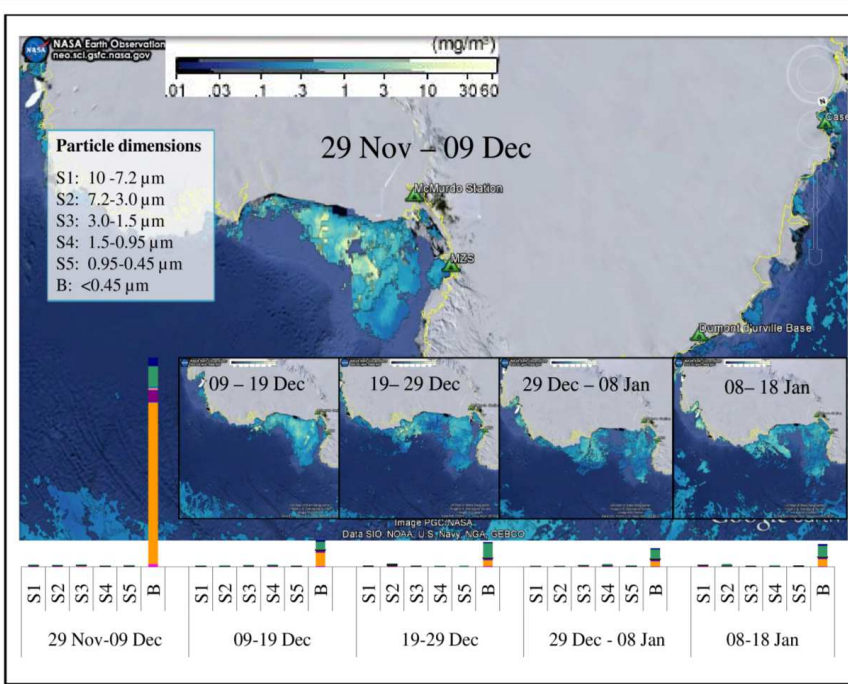 NASA Earth Observation
neo.sci.gsfc.nasa.gov
(mg/m³)
.01 .03 .1 .3 1 3 10 30 60
29 Nov – 09 Dec
Particle dimensions
S1: 10 -7.2 µm
S2: 7.2-3.0 µm
S3: 3.0-1.5 µm
S4: 1.5-0.95 µm
S5: 0.95-0.45 µm
B: <0.45 µm
N
Case
McMurdo Station
MZS
Dumont d'urville Base
09 – 19 Dec
19– 29 Dec
29 Dec – 08 Jan
08– 18 Jan
Image PGC/NASA
Data SIO, NOAA, U.S. Navy, NGA, GEBCO
S1 S2 S3 S4 S5 B S1 S2 S3 S4 S5 B S1 S2 S3 S4 S5 B S1 S2 S3 S4 S5 B S1 S2 S3 S4 S5 B
29 Nov-09 Dec 09-19 Dec 19-29 Dec 29 Dec - 08 Jan 08-18 Jan